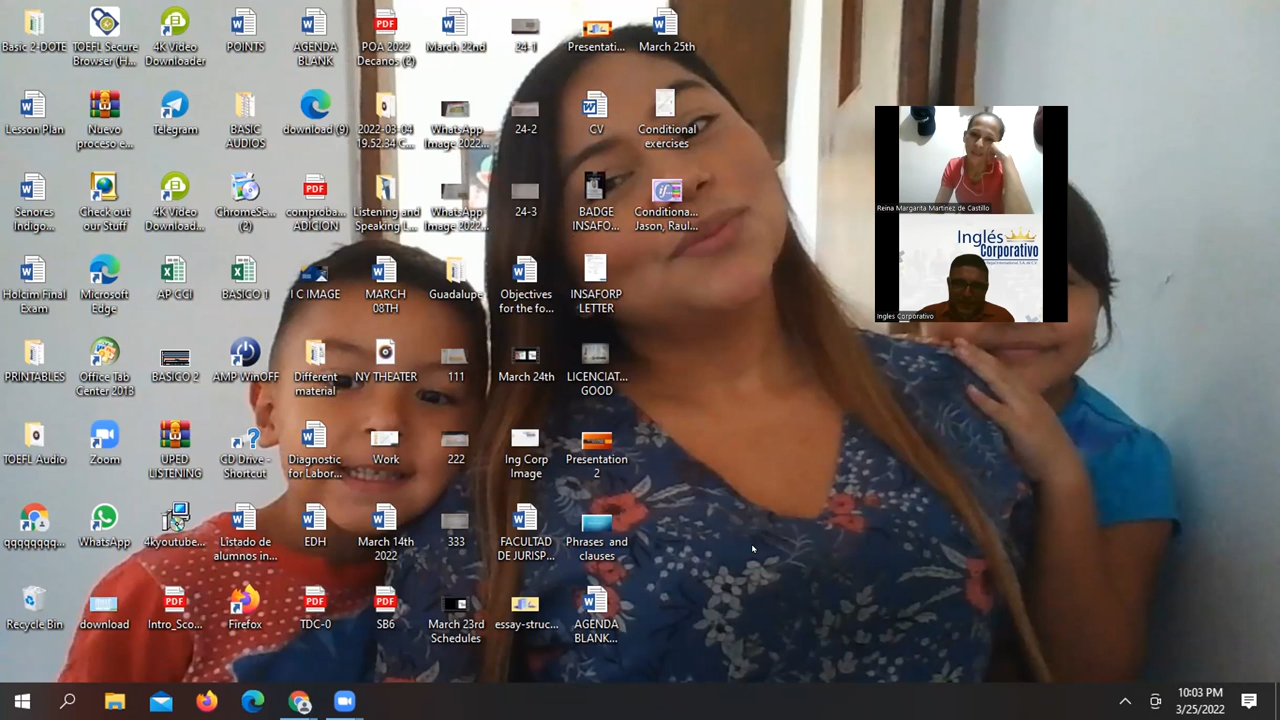 Basic 2-DOTE
TOEFL Secure
Browser (H...
4K Video
Downloader
POINTS
AGENDA
BLANK
POA 2022
Decanos (2)
March 22nd
24-1
Presentati...
March 25th
Lesson Plan
Nuevo
proceso e...
Telegram
BASIC
AUDIOS
download (9)
2022-03-04
19.52.34 C...
WhatsApp
Image 2022...
24-2
CV
Conditional
exercises
Senores
Indigo...
Check out
our Stuff
4K Video
Download...
ChromeSe...
(2)
comproba...
ADICION
Listening and
Speaking L...
WhatsApp
Image 2022...
24-3
BADGE
INSAFO...
Conditiona...
Jason, Raul...
Reina Margarita Martinez de Castillo
Inglés
Corporativo
Ingles Corporativo
Holcim Final
Exam
Microsoft
Edge
AP CCI
BASICO 1
I C IMAGE
MARCH
08TH
Guadalupe
Objectives
for the fo...
INSAFORP
LETTER
PRINTABLES
Office Tab
Center 2013
BASICO 2
AMP WinOFF
Different
material
NY THEATER
111
March 24th
LICENCIAT...
GOOD
TOEFL Audio
Zoom
UPED
LISTENING
CD Drive -
Shortcut
Diagnostic
for Labor...
Work
222
Ing Corp
Image
Presentation
2
qqqqqqqq...
WhatsApp
4kyoutube...
Listado de
alumnos in...
EDH
March 14th
2022
333
FACULTAD
DE JURISP...
Phrases and
clauses
Recycle Bin
download
Intro_Sco...
Firefox
TDC-0
SB6
March 23rd
Schedules
essay-struc...
AGENDA
BLANK...
10:03 PM
3/25/2022